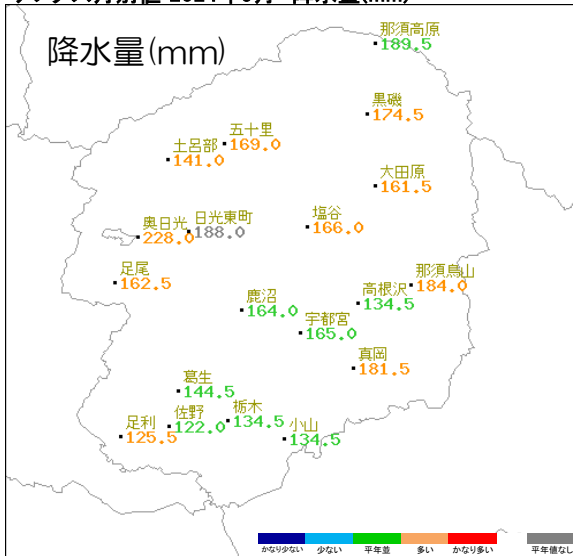 降水量(mm)
那須高原
189.5
黒磯
174.5
五十里
169.0
土呂部
141.0
大田原
161.5
塩谷
166.0
奥日光
228.0
日光東町
188.0
足尾
162.5
那須烏山
184.0
高根沢
134.5
鹿沼
164.0
宇都宮
165.0
真岡
181.5
葛生
144.5
栃木
134.5
佐野
122.0
足利
125.5
小山
134.5
かなり少ない 少ない 平年並 多い かなり多い 平年値なし